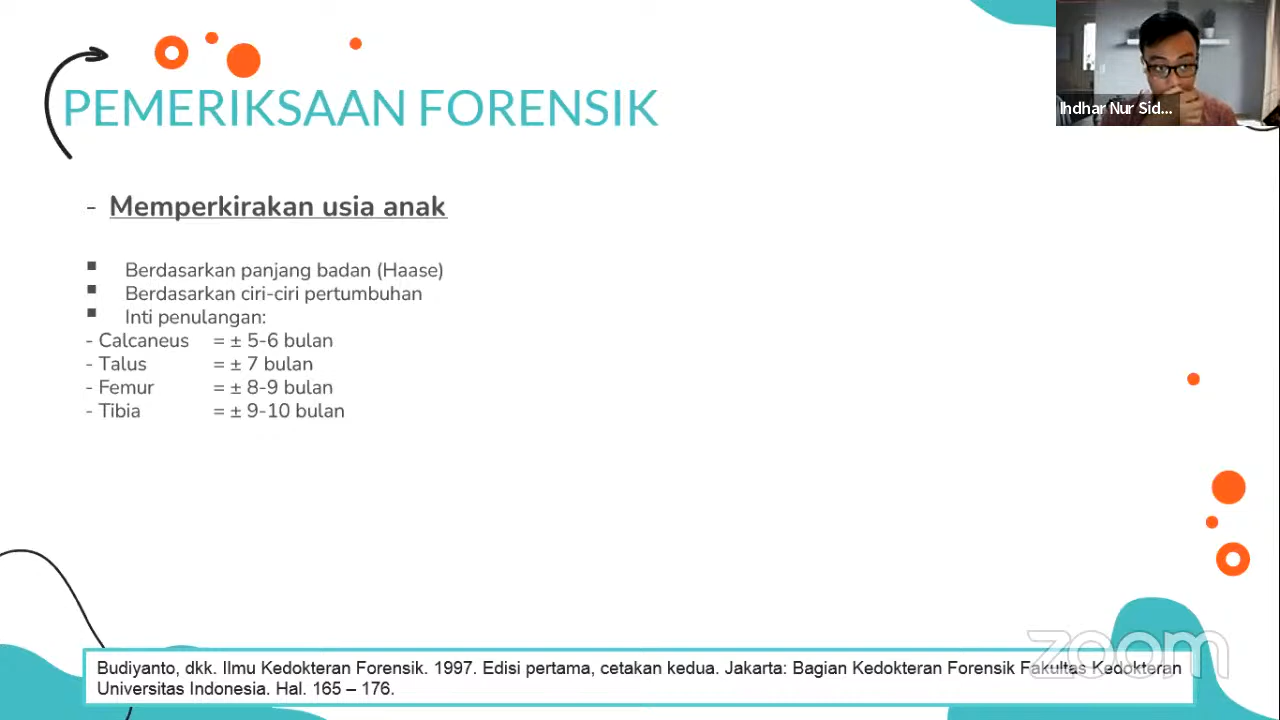 PEMERIKSAAN FORENSIK
Ihdhar Nur Sid...
- Memperkirakan usia anak
▪ Berdasarkan panjang badan (Haase)
▪ Berdasarkan ciri-ciri pertumbuhan
▪ Inti penulangan:
- Calcaneus = ± 5-6 bulan
- Talus = ± 7 bulan
- Femur = ± 8-9 bulan
- Tibia = ± 9-10 bulan
zoom
Budiyanto, dkk. Ilmu Kedokteran Forensik. 1997. Edisi pertama, cetakan kedua. Jakarta: Bagian Kedokteran Forensik Fakultas Kedokteran
Universitas Indonesia. Hal. 165 – 176.